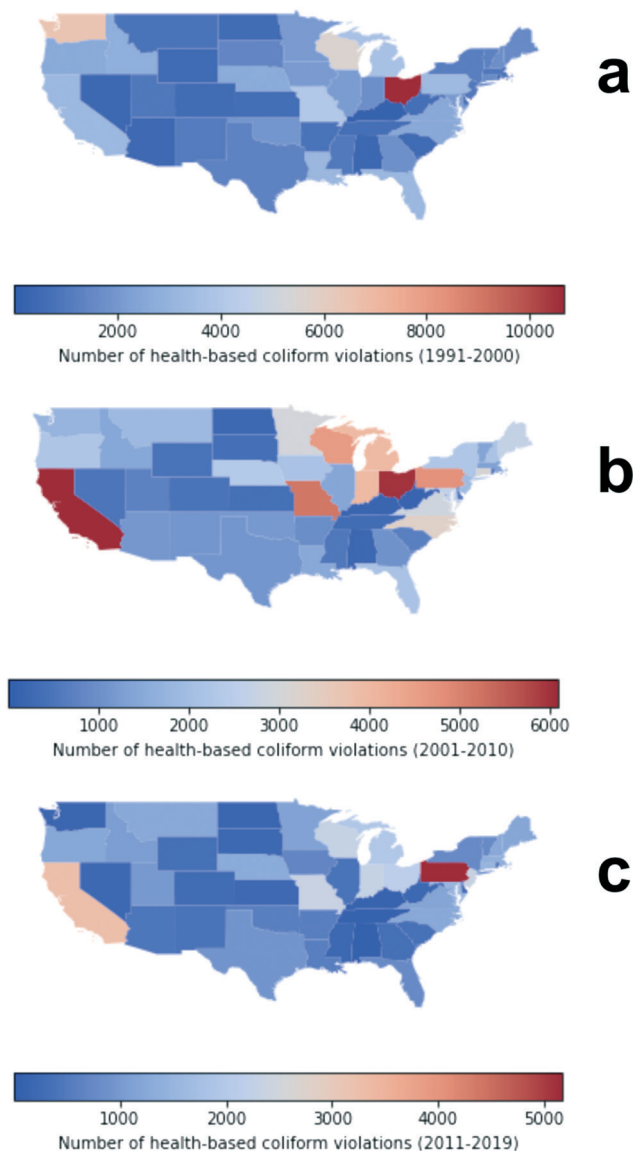 a
2000 4000 6000 8000 10000
Number of health-based coliform violations (1991-2000)
b
1000 2000 3000 4000 5000 6000
Number of health-based coliform violations (2001-2010)
c
1000 2000 3000 4000 5000
Number of health-based coliform violations (2011-2019)